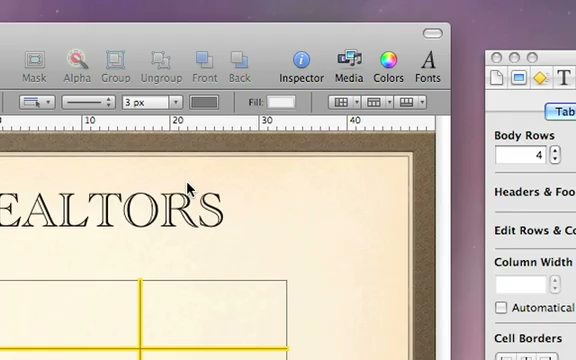 Mask Alpha Group Ungroup Front Back Inspector Media Colors Fonts
3 px Fill:
10 20 30 40
EALTORS
T
Tab
Body Rows
4
Headers & Foo
Edit Rows & Co
Column Width
Automatical
Cell Borders